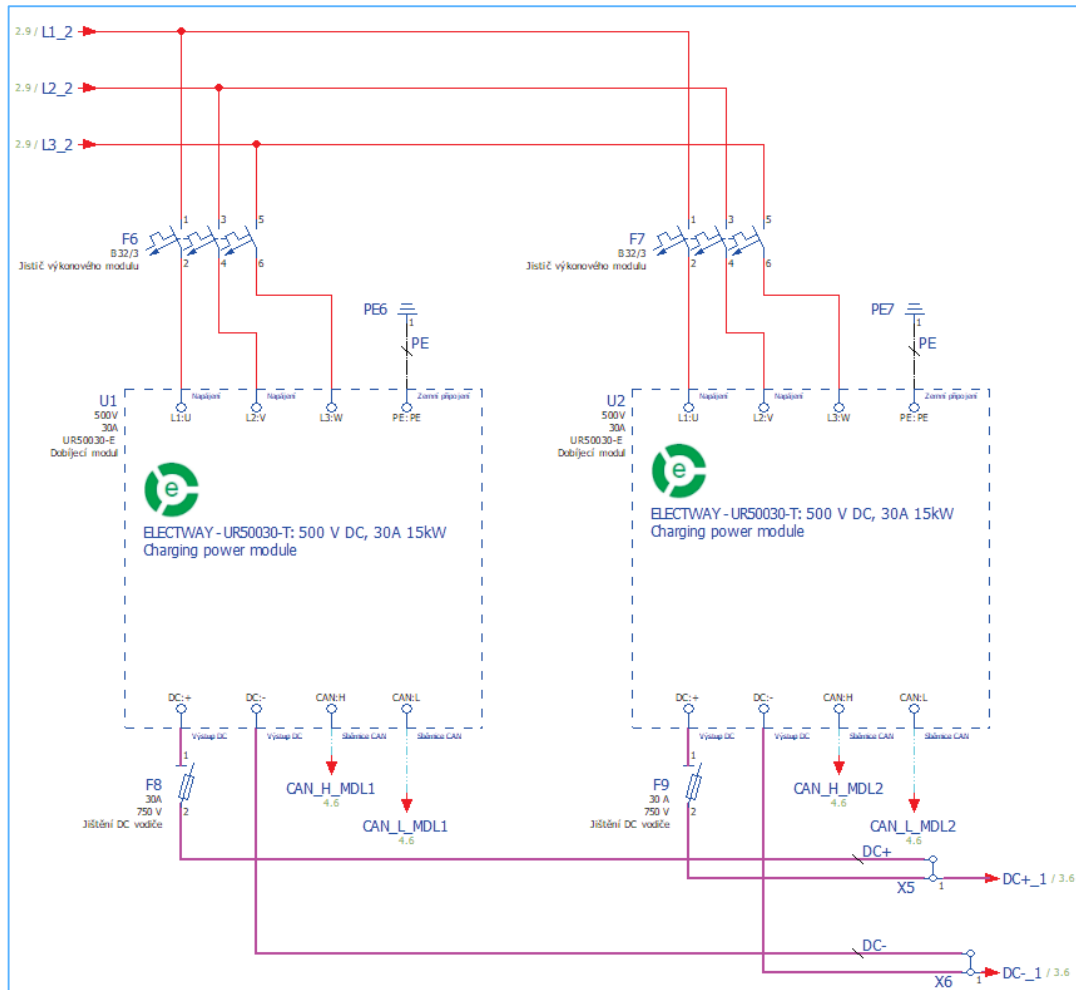 2.9 / L1_2
2.9 / L2_2
2.9 / L3_2
1 3 5
F6
B32/3
Jistič výkonového modulu
2 4 6
1 3 5
F7
B32/3
Jistič výkonového modulu
2 4 6
PE6
1
PE
PE7
1
PE
U1
500V
30A
UR50030-E
Dobíjecí modul
Napájení
Napájení
Zemní připojení
L1:U
L2:V
L3:W
PE:PE
e
ELECTWAY - UR50030-T: 500 V DC, 30A 15kW
Charging power module
U2
500V
30A
UR50030-E
Dobíjecí modul
Napájení
Napájení
Zemní připojení
L1:U
L2:V
L3:W
PE:PE
e
ELECTWAY - UR50030-T: 500 V DC, 30A 15kW
Charging power module
DC:+
DC:-
CAN:H
CAN:L
Výstup DC
Výstup DC
Sběrnice CAN
Sběrnice CAN
DC:+
DC:-
CAN:H
CAN:L
Výstup DC
Výstup DC
Sběrnice CAN
Sběrnice CAN
1
F8
30A
750 V
2
Jištění DC vodiče
CAN_H_MDL1
4.6
CAN_L_MDL1
4.6
1
F9
30 A
750 V
2
Jištění DC vodiče
CAN_H_MDL2
4.6
CAN_L_MDL2
4.6
DC+
X5
1
DC+_1 / 3.6
DC-
X6
1
DC-_1 / 3.6